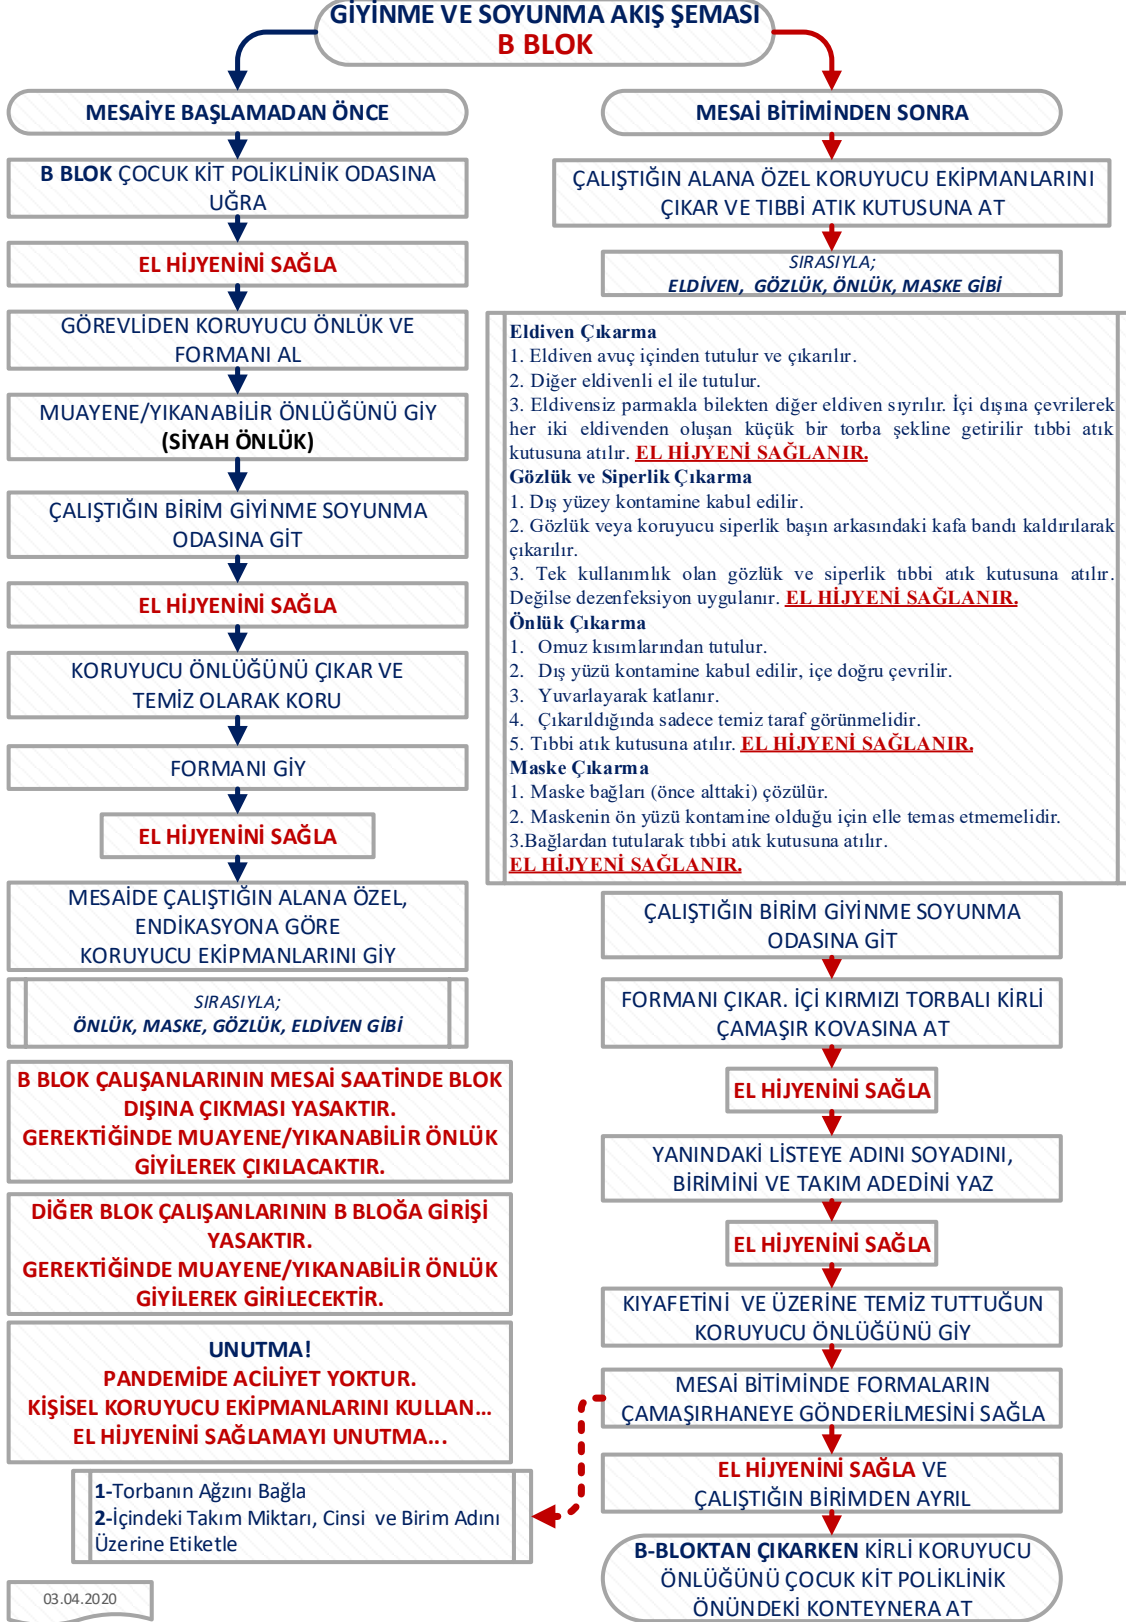 GİYİNME VE SOYUNMA AKIŞ ŞEMASI
B BLOK
MESAİYE BAŞLAMADAN ÖNCE
B BLOK ÇOCUK KİT POLİKLİNİK ODASINA
UĞRA
EL HİJYENİNİ SAĞLA
GÖREVLİDEN KORUYUCU ÖNLÜK VE
FORMANI AL
MUAYENE/YIKANABİLİR ÖNLÜĞÜNÜ GİY
(SİYAH ÖNLÜK)
ÇALIŞTIĞIN BİRİM GİYİNME SOYUNMA
ODASINA GİT
EL HİJYENİNİ SAĞLA
KORUYUCU ÖNLÜĞÜNÜ ÇIKAR VE
TEMİZ OLARAK KORU
FORMANI GİY
EL HİJYENİNİ SAĞLA
MESAİDE ÇALIŞTIĞIN ALANA ÖZEL,
ENDİKASYONA GÖRE
KORUYUCU EKİPMANLARINI GİY
SIRASIYLA;
ÖNLÜK, MASKE, GÖZLÜK, ELDİVEN GİBİ
B BLOK ÇALIŞANLARININ MESAİ SAATİNDE BLOK
DIŞINA ÇIKMASI YASAKTIR.
GEREKTİĞİNDE MUAYENE/YIKANABİLİR ÖNLÜK
GİYİLEREK ÇIKILACAKTIR.
DİĞER BLOK ÇALIŞANLARININ B BLOĞA GİRİŞİ
YASAKTIR.
GEREKTİĞİNDE MUAYENE/YIKANABİLİR ÖNLÜK
GİYİLEREK GİRİLECEKTİR.
UNUTMA!
PANDEMİDE ACİLİYET YOKTUR.
KİŞİSEL KORUYUCU EKİPMANLARINI KULLAN...
EL HİJYENİNİ SAĞLAMAYI UNUTMA...
MESAİ BİTİMİNDEN SONRA
ÇALIŞTIĞIN ALANA ÖZEL KORUYUCU EKİPMANLARINI
ÇIKAR VE TIBBİ ATIK KUTUSUNA AT
SIRASIYLA;
ELDİVEN, GÖZLÜK, ÖNLÜK, MASKE GİBİ
Eldiven Çıkarma
1. Eldiven avuç içinden tutulur ve çıkarılır.
2. Diğer eldivenli el ile tutulur.
3. Eldivensiz parmakla bilekten diğer eldiven sıyrılır. İçi dışına çevrilerek
her iki eldivenden oluşan küçük bir torba şekline getirilir tıbbi atık
kutusuna atılır. EL HİJYENİ SAĞLANIR.
Gözlük ve Siperlik Çıkarma
1. Dış yüzey kontamine kabul edilir.
2. Gözlük veya koruyucu siperlik başın arkasındaki kafa bandı kaldırılarak
çıkarılır.
3. Tek kullanımlık olan gözlük ve siperlik tıbbi atık kutusuna atılır.
Değilse dezenfeksiyon uygulanır. EL HİJYENİ SAĞLANIR.
Önlük Çıkarma
1. Omuz kısımlarından tutulur.
2. Dış yüzü kontamine kabul edilir, içe doğru çevrilir.
3. Yuvarlayarak katlanır.
4. Çıkarıldığında sadece temiz taraf görünmelidir.
5. Tıbbi atık kutusuna atılır. EL HİJYENİ SAĞLANIR.
Maske Çıkarma
1. Maske bağları (önce alttaki) çözülür.
2. Maskenin ön yüzü kontamine olduğu için elle temas etmemelidir.
3.Bağlardan tutularak tıbbi atık kutusuna atılır.
EL HİJYENİ SAĞLANIR.
ÇALIŞTIĞIN BİRİM GİYİNME SOYUNMA
ODASINA GİT
FORMANI ÇIKAR. İÇİ KIRMIZI TORBALI KİRLİ
ÇAMAŞIR KOVASINA AT
EL HİJYENİNİ SAĞLA
YANINDAKİ LİSTEYE ADINI SOYADINI,
BİRİMİNİ VE TAKIM ADEDİNİ YAZ
EL HİJYENİNİ SAĞLA
KIYAFETİNİ VE ÜZERİNE TEMİZ TUTTUĞUN
KORUYUCU ÖNLÜĞÜNÜ GİY
MESAİ BİTİMİNDE FORMALARIN
ÇAMAŞIRHANEYE GÖNDERİLMESİNİ SAĞLA
1-Torbanın Ağzını Bağla
2-İçindeki Takım Miktarı, Cinsi ve Birim Adını
Üzerine Etiketle
EL HİJYENİNİ SAĞLA VE
ÇALIŞTIĞIN BİRİMDEN AYRIL
B-BLOKTAN ÇIKARKEN KİRLİ KORUYUCU
ÖNLÜĞÜNÜ ÇOCUK KİT POLİKLİNİK
ÖNÜNDEKİ KONTEYNERA AT
03.04.2020